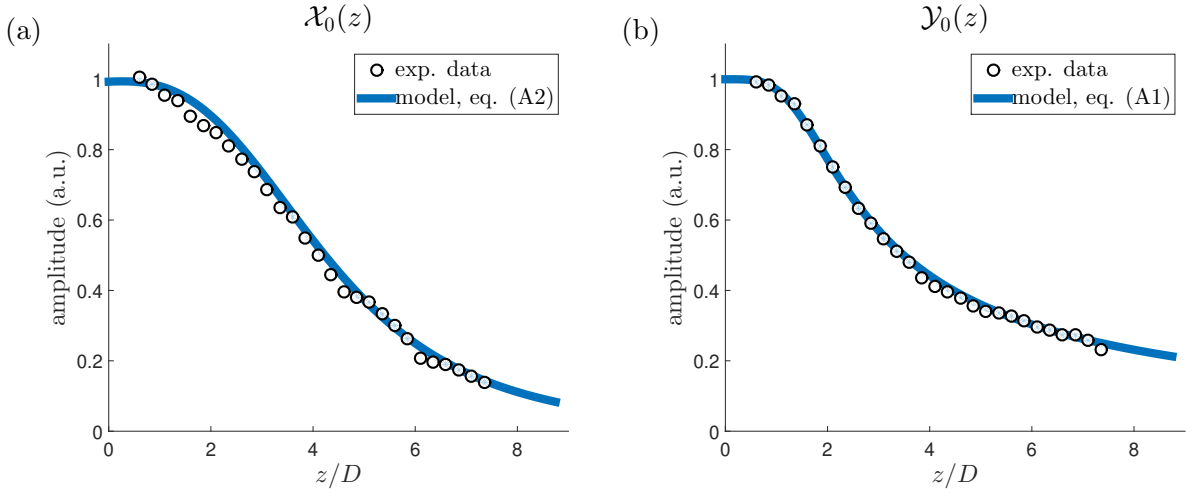 (a)
𝒳₀(z)
exp. data
model, eq. (A2)
amplitude (a.u.)
1
0.8
0.6
0.4
0.2
0
0 2 4 6 8
z/D
(b)
𝒴₀(z)
exp. data
model, eq. (A1)
amplitude (a.u.)
1
0.8
0.6
0.4
0.2
0
0 2 4 6 8
z/D